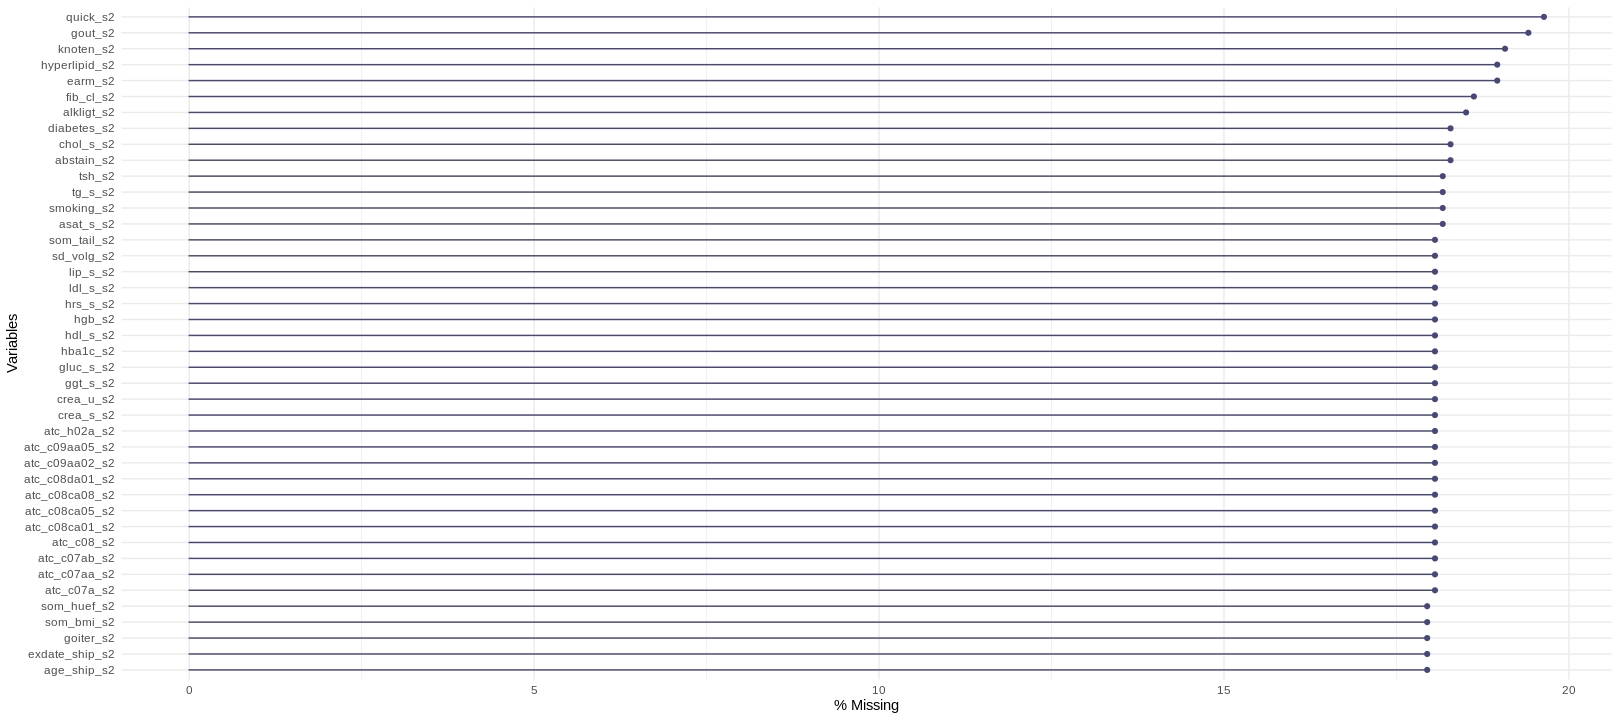 quick_s2
gout_s2
knoten_s2
hyperlipid_s2
earm_s2
fib_cl_s2
alkligt_s2
diabetes_s2
chol_s_s2
abstain_s2
tsh_s2
tg_s_s2
smoking_s2
asat_s_s2
som_tail_s2
sd_volg_s2
lip_s_s2
ldl_s_s2
hrs_s_s2
hgb_s2
hdl_s_s2
hba1c_s2
gluc_s_s2
ggt_s_s2
crea_u_s2
crea_s_s2
atc_h02a_s2
atc_c09aa05_s2
atc_c09aa02_s2
atc_c08da01_s2
atc_c08ca08_s2
atc_c08ca05_s2
atc_c08ca01_s2
atc_c08_s2
atc_c07ab_s2
atc_c07aa_s2
atc_c07a_s2
som_huef_s2
som_bmi_s2
goiter_s2
exdate_ship_s2
age_ship_s2
Variables
0 5 10 15 20
% Missing